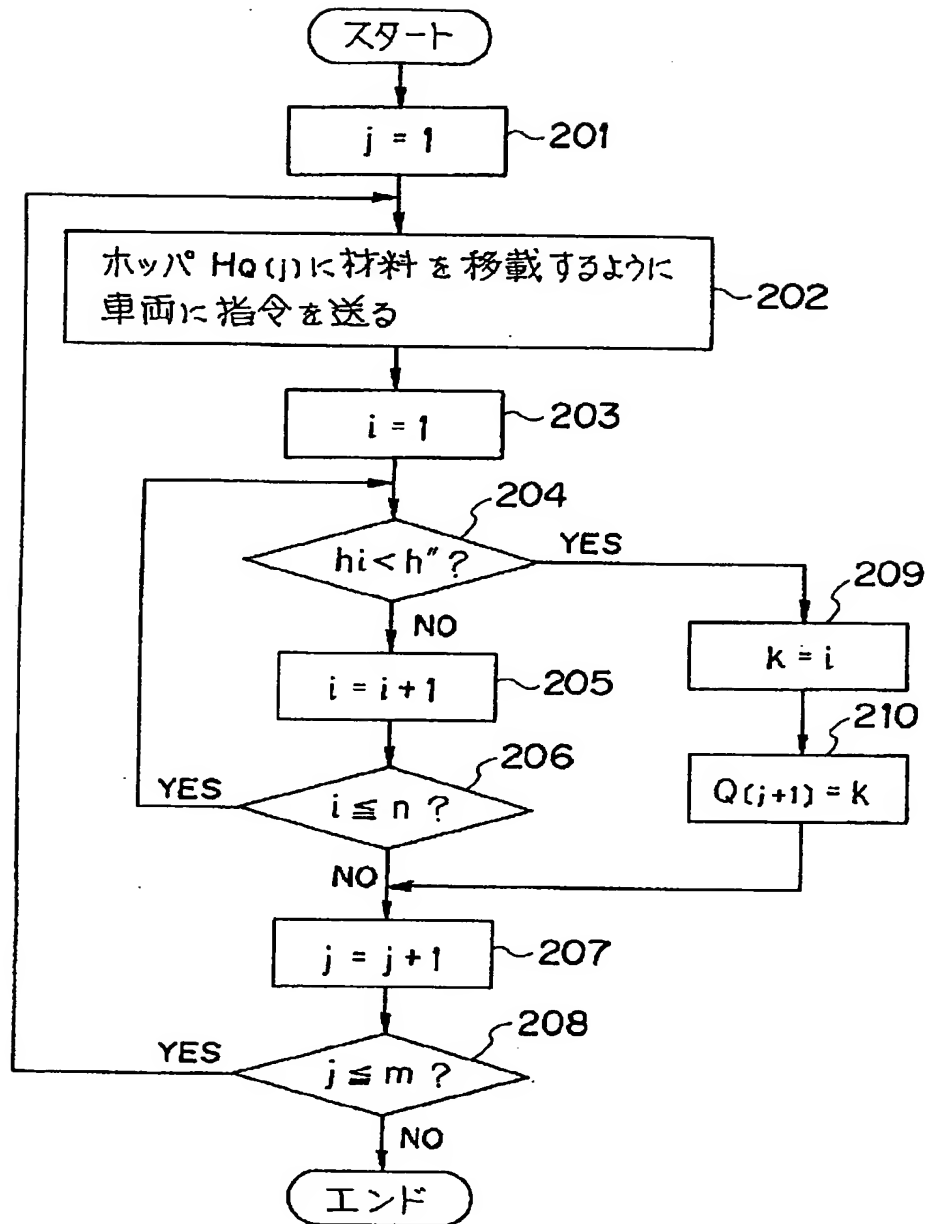 スタート
j = 1
201
ホッパ HQ(j)に材料を移載するように
車両に指令を送る
202
i = 1
203
204
hi<h″?
YES
NO
209
k = i
i = i+1
205
210
Q(j+1)=k
206
YES
i≦n?
NO
j = j+1
207
208
YES
j≦m?
NO
エンド